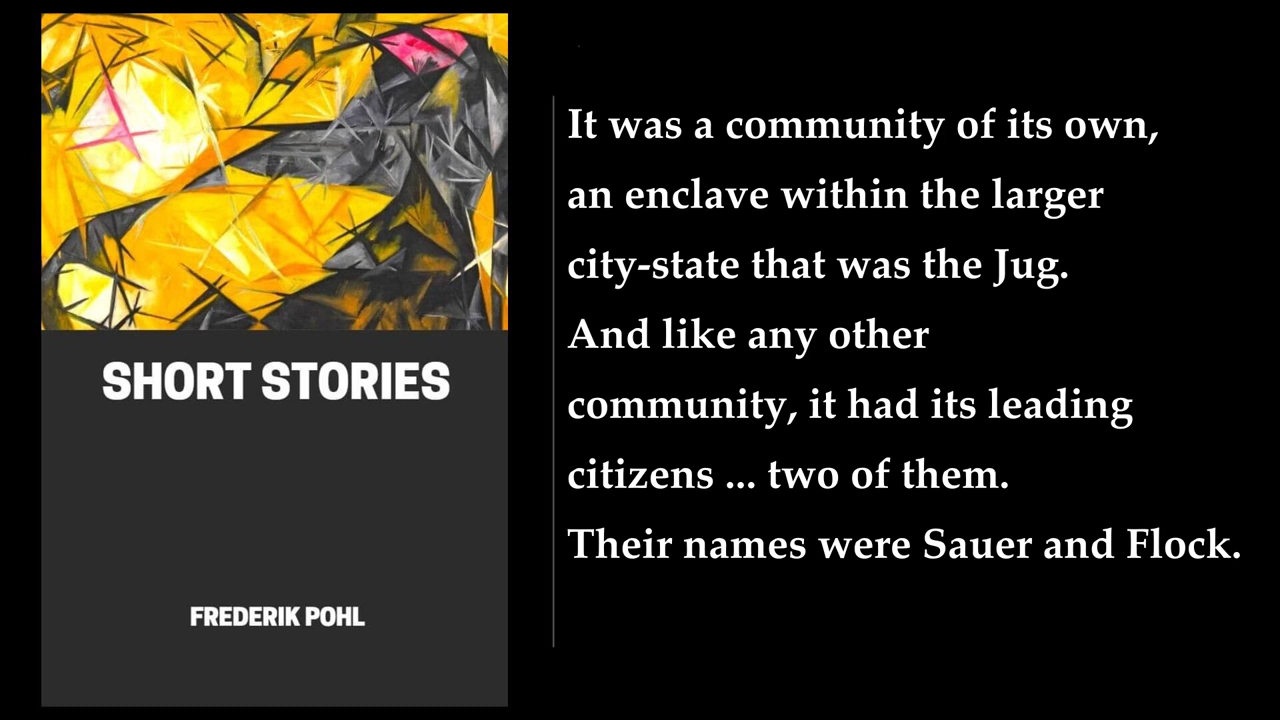 SHORT STORIES
FREDERIK POHL
It was a community of its own,
an enclave within the larger
city-state that was the Jug.
And like any other
community, it had its leading
citizens ... two of them.
Their names were Sauer and Flock.